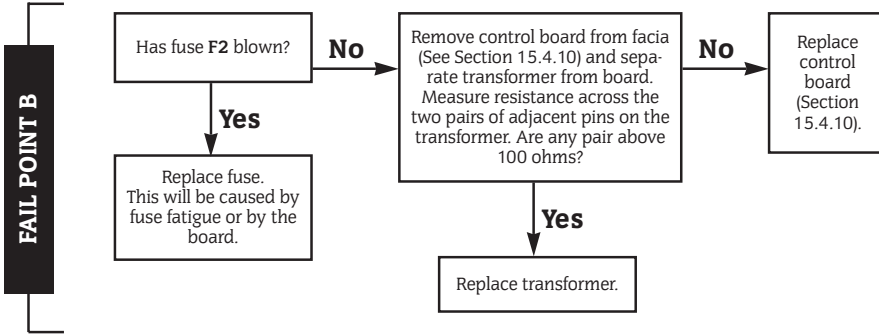 FAIL POINT B
Has fuse F2 blown?
No
Remove control board from facia
(See Section 15.4.10) and sepa-
rate transformer from board.
Measure resistance across the
two pairs of adjacent pins on the
transformer. Are any pair above
100 ohms?
No
Replace
control
board
(Section
15.4.10).
Yes
Replace fuse.
This will be caused by
fuse fatigue or by the
board.
Yes
Replace transformer.